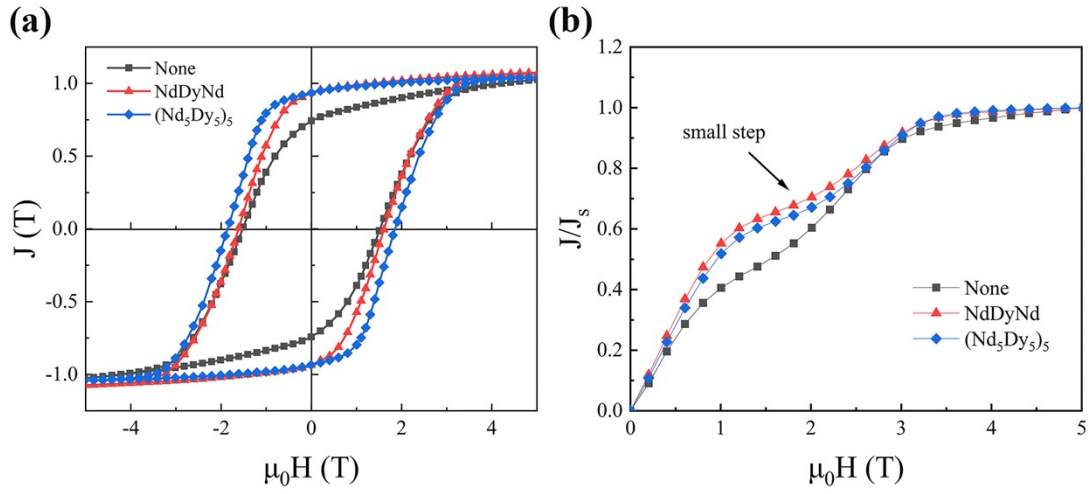 (a)
None
NdDyNd
(Nd₅Dy₅)₅
1.0
0.5
0.0
-0.5
-1.0
J (T)
-4 -2 0 2 4
μ₀H (T)
(b)
1.2
1.0
0.8
0.6
0.4
0.2
0.0
J/Jₛ
small step
None
NdDyNd
(Nd₅Dy₅)₅
0 1 2 3 4 5
μ₀H (T)